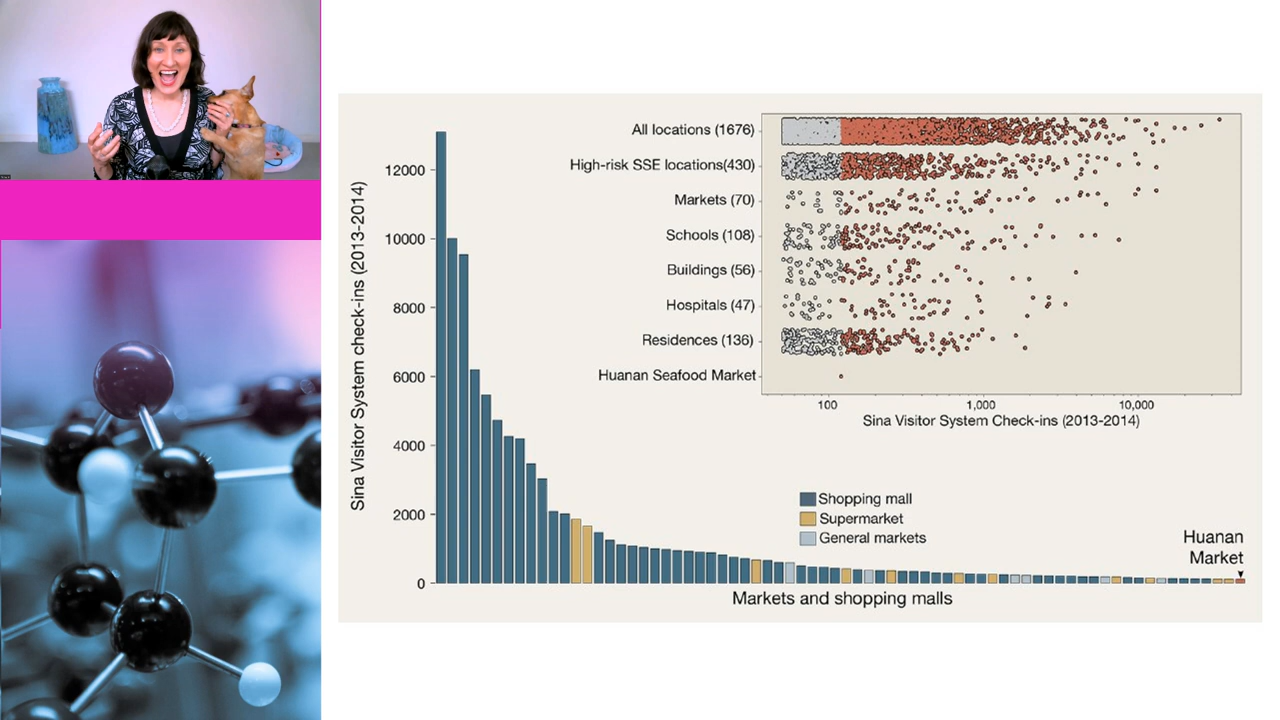 Sina Visitor System check-ins (2013-2014)
12000
10000
8000
6000
4000
2000
0
All locations (1676)
High-risk SSE locations(430)
Markets (70)
Schools (108)
Buildings (56)
Hospitals (47)
Residences (136)
Huanan Seafood Market
100
1,000
10,000
Sina Visitor System Check-ins (2013-2014)
Shopping mall
Supermarket
General markets
Huanan
Market
Markets and shopping malls